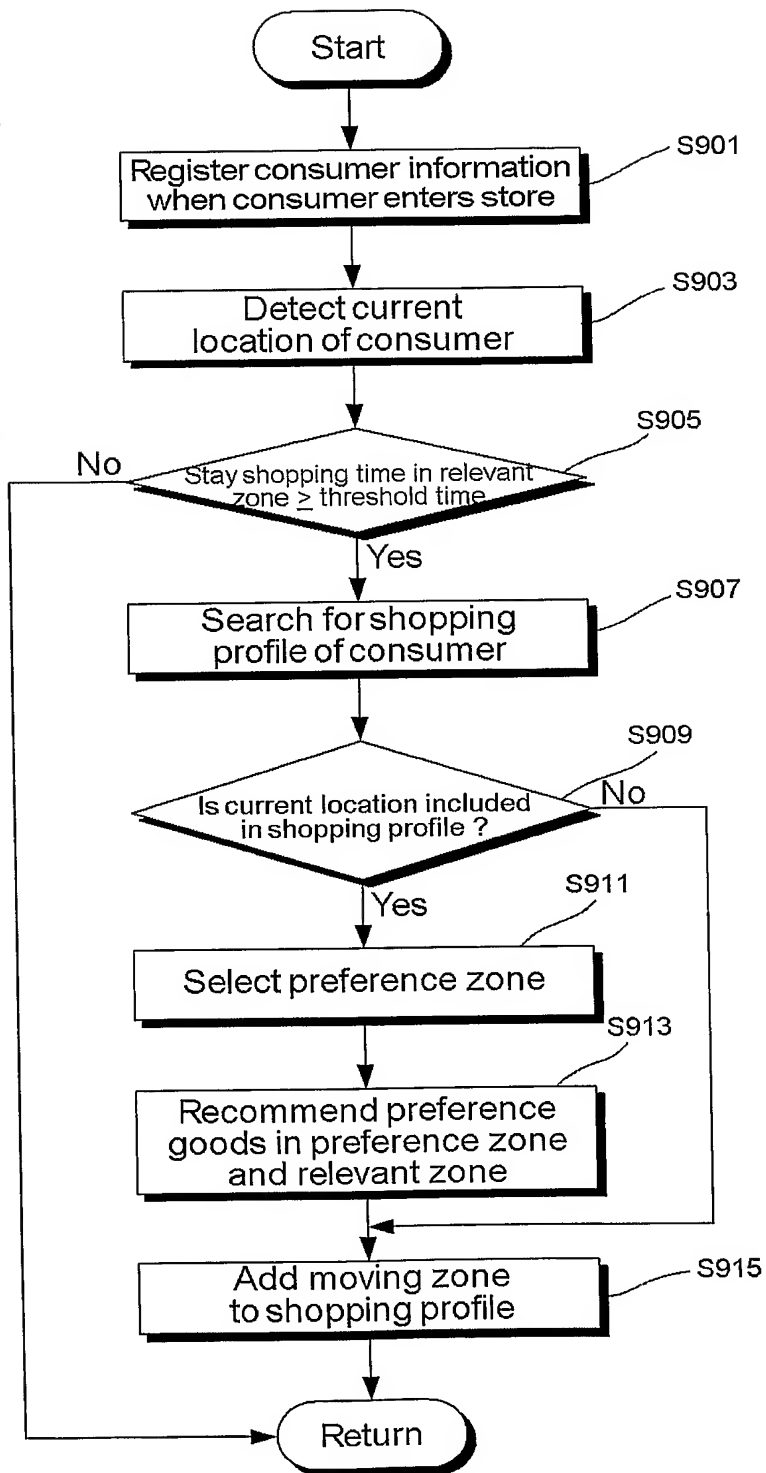 Start
Register consumer information
when consumer enters store
S901
Detect current
location of consumer
S903
Stay shopping time in relevant
zone ≥ threshold time
S905
No
Yes
Search for shopping
profile of consumer
S907
Is current location included
in shopping profile ?
S909
No
Yes
Select preference zone
S911
Recommend preference
goods in preference zone
and relevant zone
S913
Add moving zone
to shopping profile
S915
Return